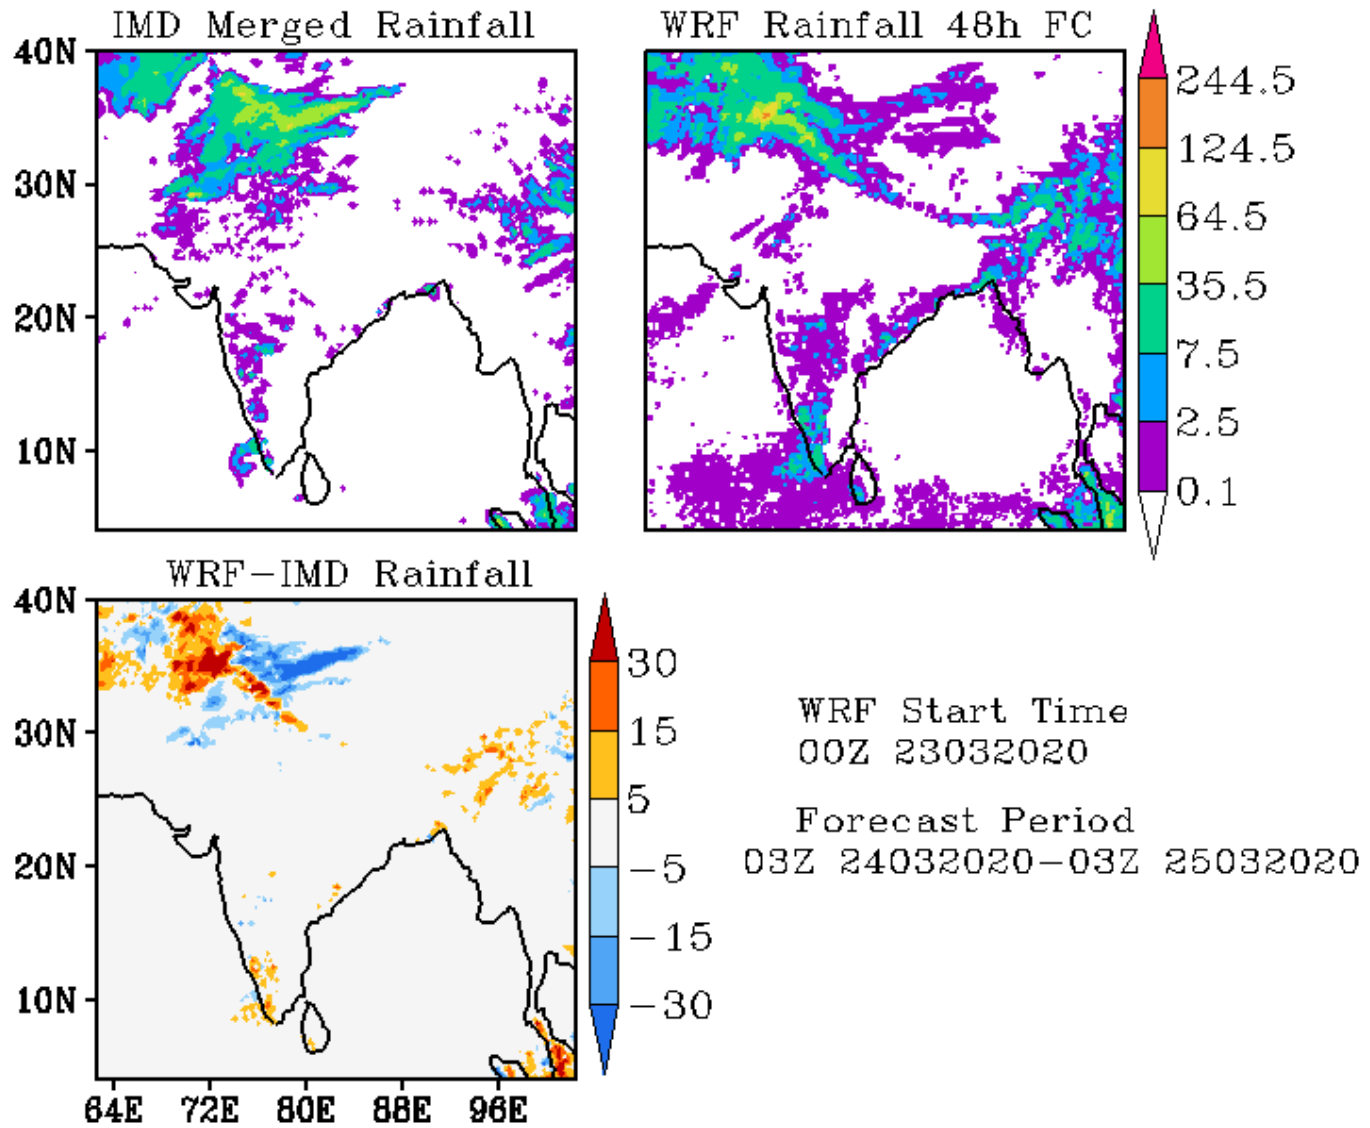 IMD Merged Rainfall
WRF Rainfall 48h FC
40N
30N
20N
10N
244.5
124.5
64.5
35.5
7.5
2.5
0.1
WRF-IMD Rainfall
40N
30N
20N
10N
64E 72E 80E 88E 96E
30
15
5
-5
-15
-30
WRF Start Time
00Z 23032020
Forecast Period
03Z 24032020-03Z 25032020